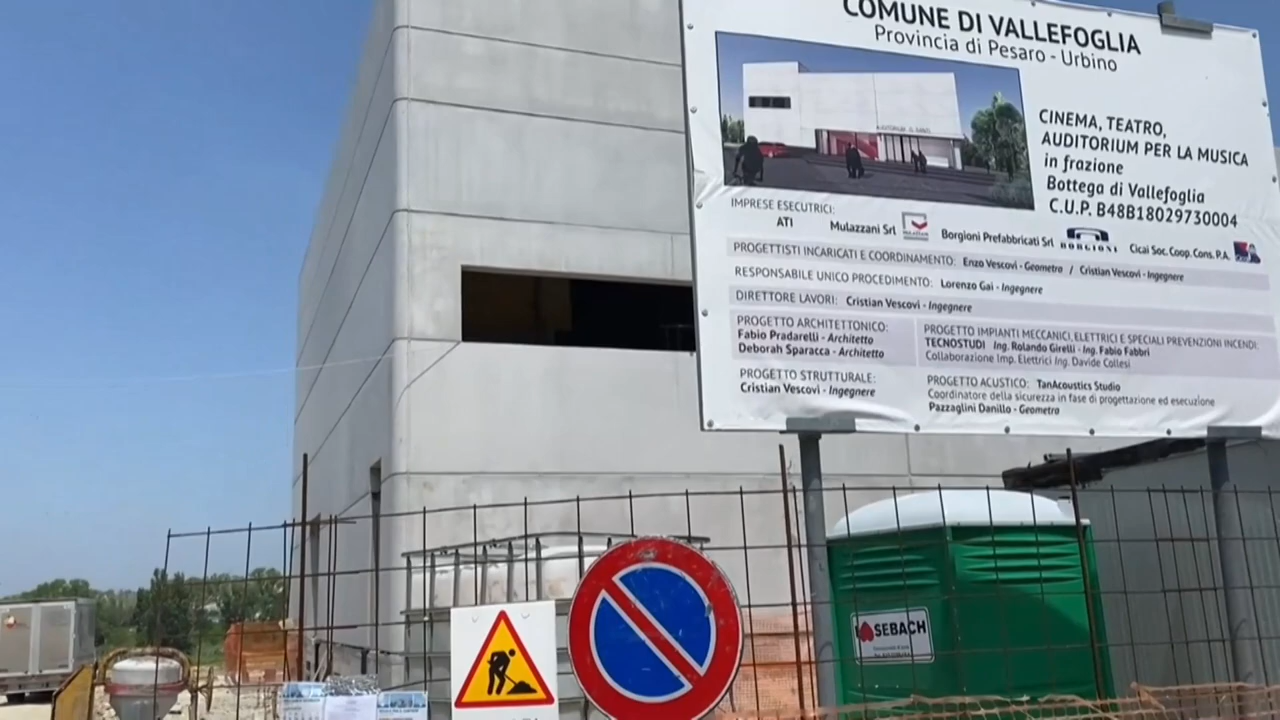 COMUNE DI VALLEFOGLIA
Provincia di Pesaro - Urbino
CINEMA, TEATRO,
AUDITORIUM PER LA MUSICA
in frazione
Bottega di Vallefoglia
C.U.P. B48B18029730004
IMPRESE ESECUTRICI:
ATI Mulazzani Srl MULAZZANI Borgioni Prefabbricati Srl BORGIONI Cicai Soc. Coop. Cons. P.A.
PROGETTISTI INCARICATI E COORDINAMENTO: Enzo Vescovi - Geometra / Cristian Vescovi - Ingegnere
RESPONSABILE UNICO PROCEDIMENTO: Lorenzo Gai - Ingegnere
DIRETTORE LAVORI: Cristian Vescovi - Ingegnere
PROGETTO ARCHITETTONICO:
Fabio Pradarelli - Architetto
Deborah Sparacca - Architetto
PROGETTO STRUTTURALE:
Cristian Vescovi - Ingegnere
PROGETTO IMPIANTI MECCANICI, ELETTRICI E SPECIALI PREVENZIONI INCENDI:
TECNOSTUDI Ing. Rolando Girelli - Ing. Fabio Fabbri
Collaborazione Imp. Elettrici Ing. Davide Collesi
PROGETTO ACUSTICO: TanAcoustics Studio
Coordinatore della sicurezza in fase di progettazione ed esecuzione
Pazzaglini Danillo - Geometra
SEBACH